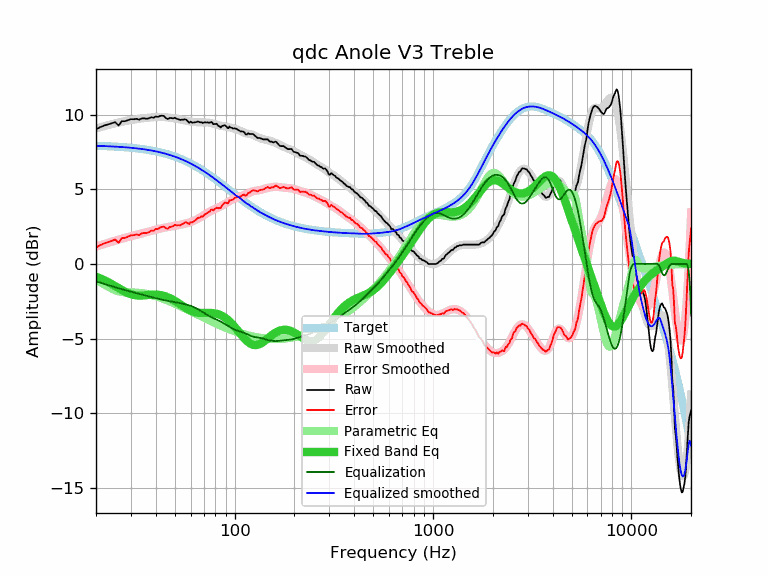 qdc Anole V3 Treble
Amplitude (dBr)
10
5
0
−5
−10
−15
Target
Raw Smoothed
Error Smoothed
Raw
Error
Parametric Eq
Fixed Band Eq
Equalization
Equalized smoothed
100 1000 10000
Frequency (Hz)